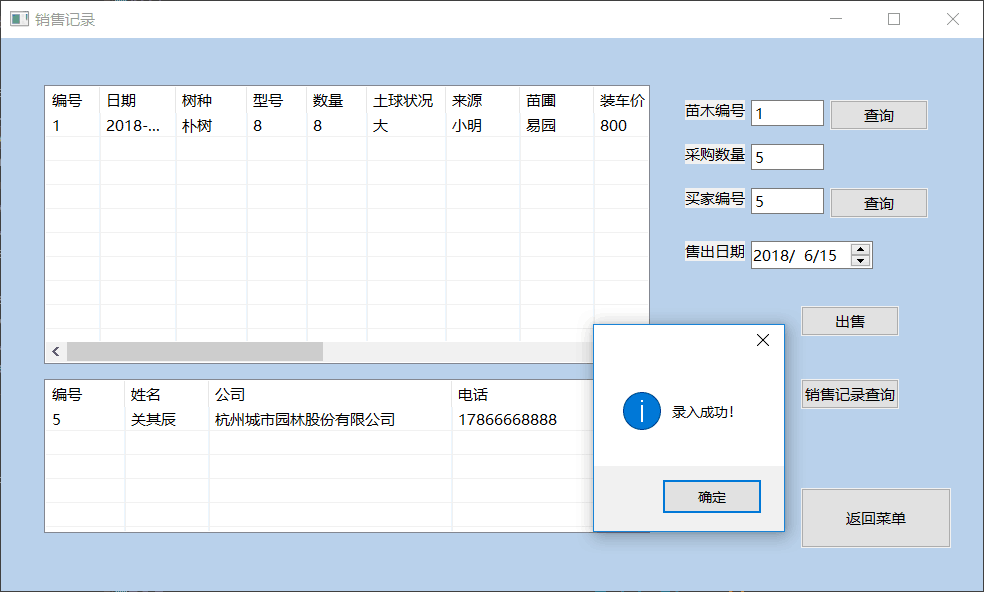 销售记录
编号 日期 树种 型号 数量 土球状况 来源 苗圃 装车价
1 2018-... 朴树 8 8 大 小明 易园 800
苗木编号 1 查询
采购数量 5
买家编号 5 查询
售出日期 2018/ 6/15
出售
编号 姓名 公司 电话
5 关其辰 杭州城市园林股份有限公司 17866668888
录入成功!
确定
销售记录查询
返回菜单